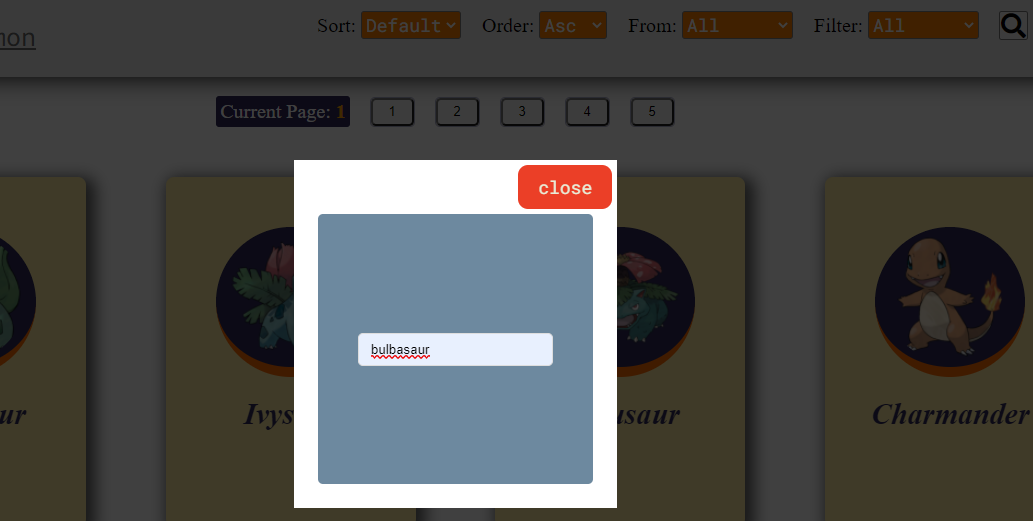 mon
Sort: Default Order: Asc From: All Filter: All
Current Page: 1 1 2 3 4 5
close
bulbasaur
ur Ivys usaur Charmander